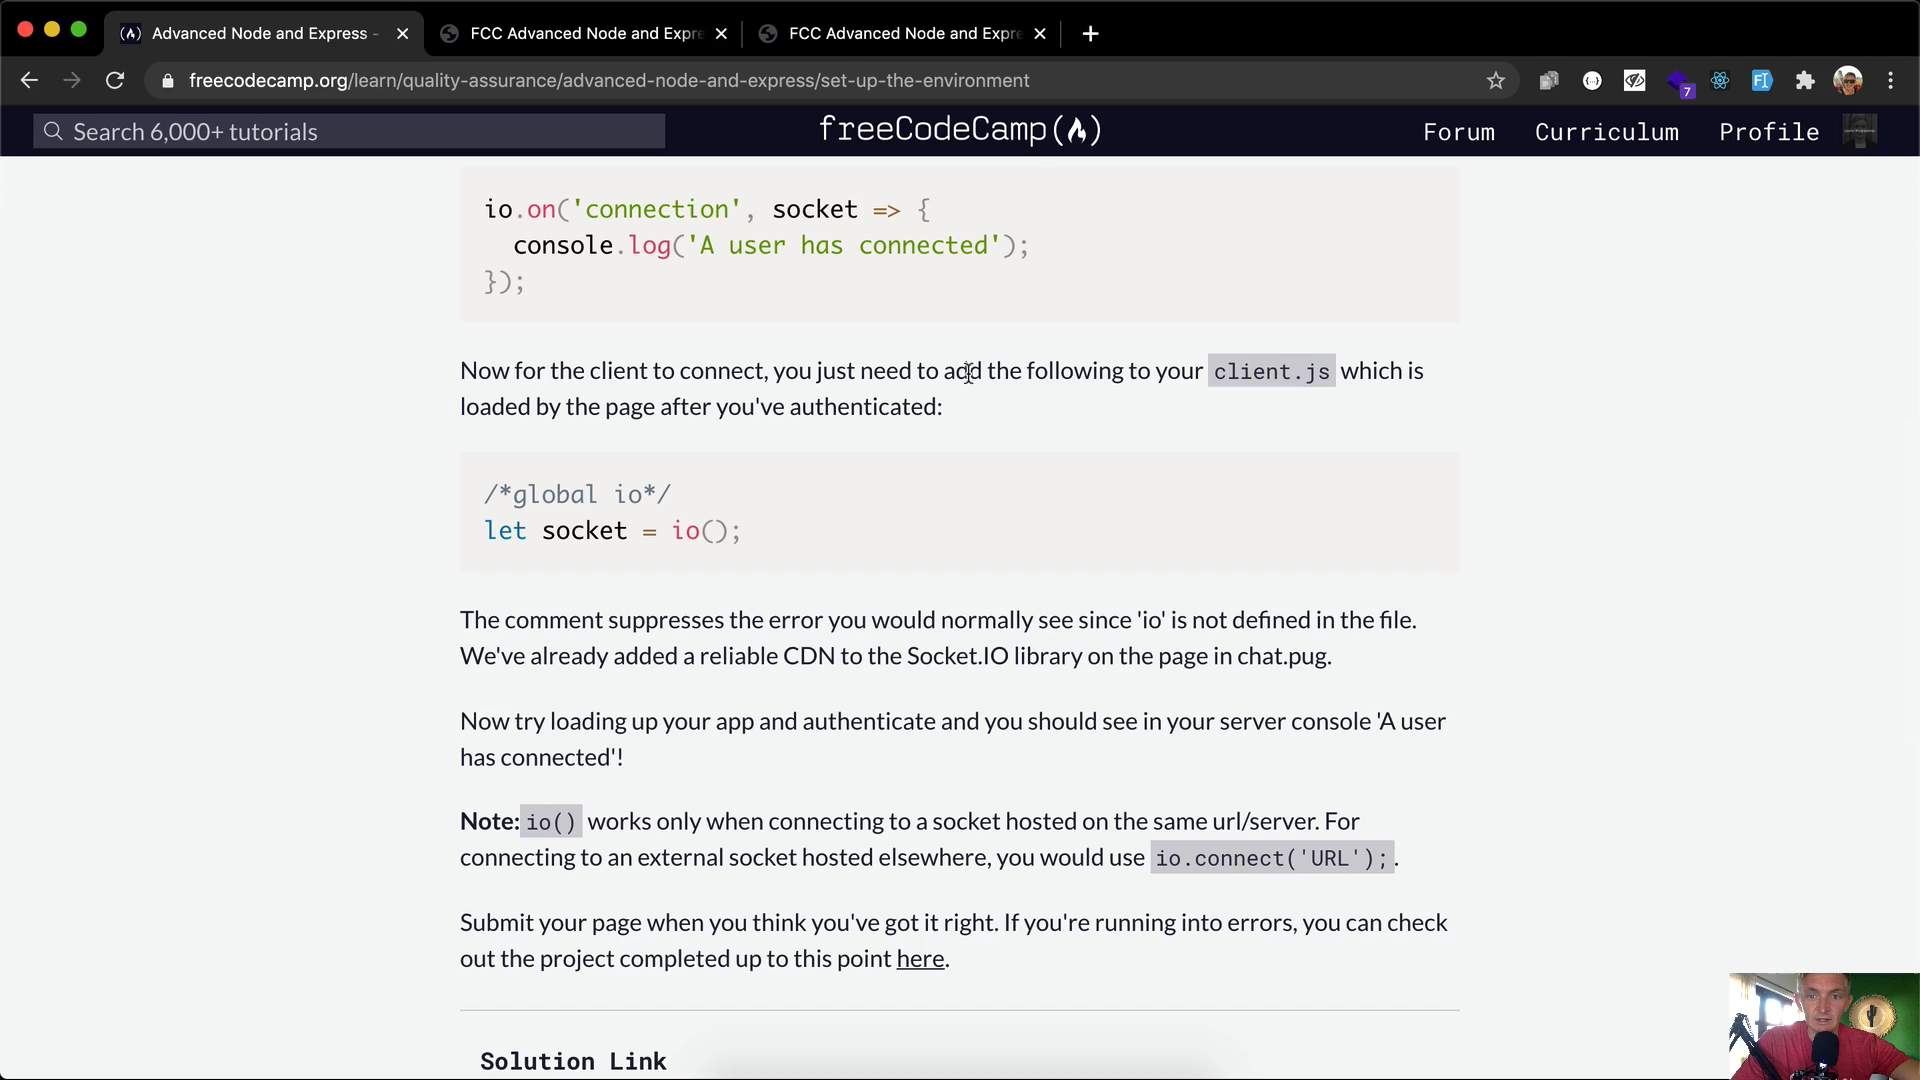 Advanced Node and Express -
FCC Advanced Node and Expre
FCC Advanced Node and Expre
freecodecamp.org/learn/quality-assurance/advanced-node-and-express/set-up-the-environment
7
Search 6,000+ tutorials
freeCodeCamp(🔥)
Forum
Curriculum
Profile
io.on('connection', socket => {
console.log('A user has connected');
});
Now for the client to connect, you just need to add the following to your client.js which is
loaded by the page after you've authenticated:
/*global io*/
let socket = io();
The comment suppresses the error you would normally see since 'io' is not defined in the file.
We've already added a reliable CDN to the Socket.IO library on the page in chat.pug.
Now try loading up your app and authenticate and you should see in your server console 'A user
has connected'!
Note: io() works only when connecting to a socket hosted on the same url/server. For
connecting to an external socket hosted elsewhere, you would use io.connect('URL');.
Submit your page when you think you've got it right. If you're running into errors, you can check
out the project completed up to this point here.
Solution Link